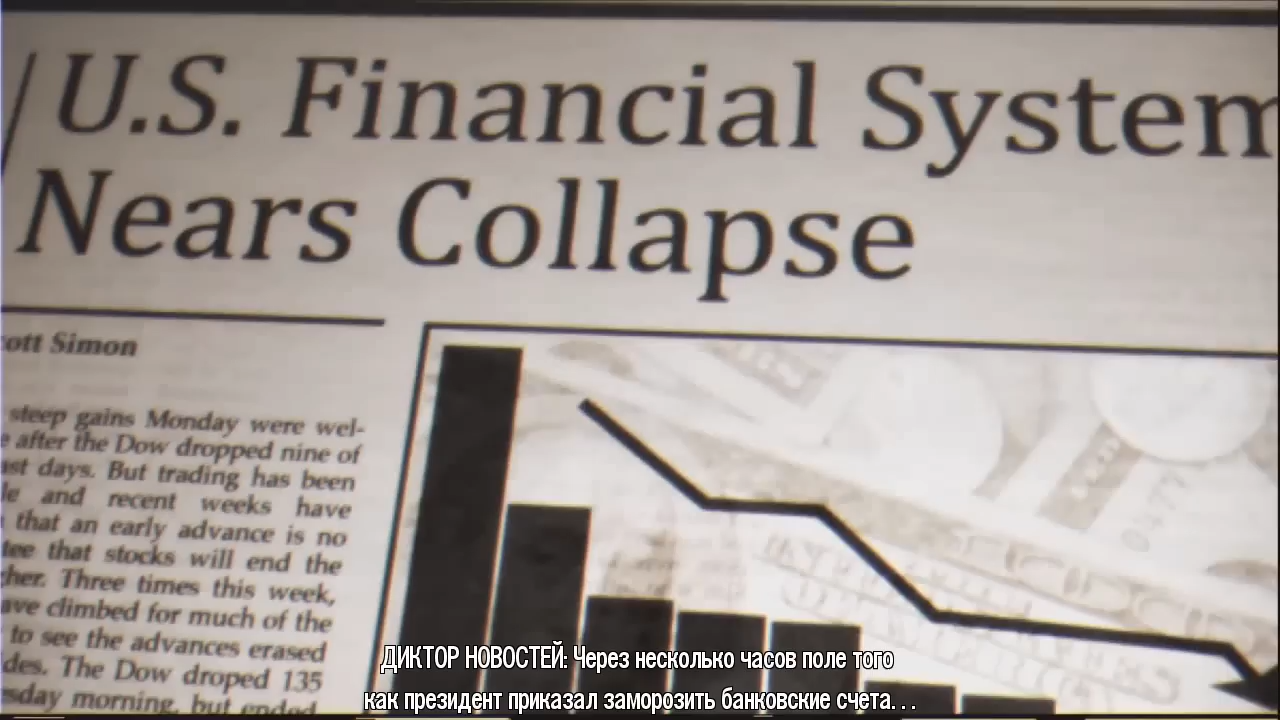 U.S. Financial System
Nears Collapse
ott Simon
steep gains Monday were wel-
after the Dow dropped nine of
ast days. But trading has been
le and recent weeks have
that an early advance is no
tee that stocks will end the
gher. Three times this week,
ave climbed for much of the
to see the advances erased
des. The Dow droped 135
sday morning, but ended
ДИКТОР НОВОСТЕЙ: Через несколько часов поле того
как президент приказал заморозить банковские счета...